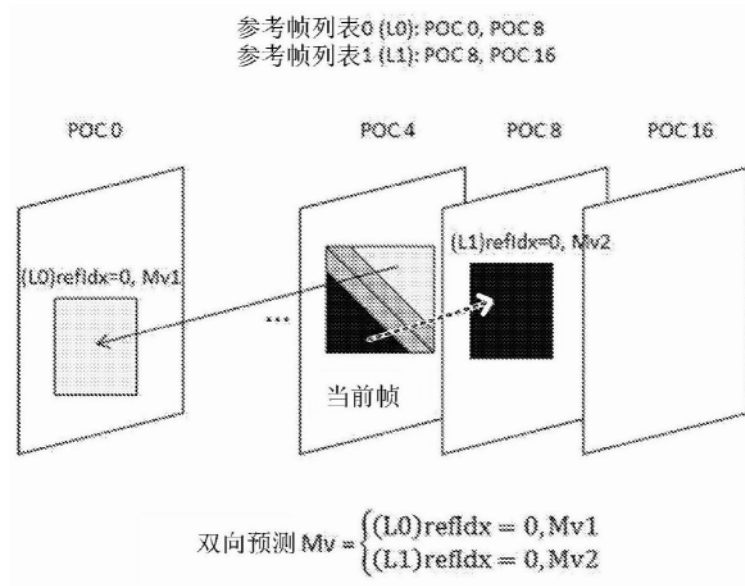 参考帧列表0 (L0): POC 0, POC 8
参考帧列表1 (L1): POC 8, POC 16
POC 0 POC 4 POC 8 POC 16
(L0)refIdx=0, Mv1
(L1)refIdx=0, Mv2
...
当前帧
双向预测 Mv = {(L0)refIdx = 0, Mv1
(L1)refIdx = 0, Mv2